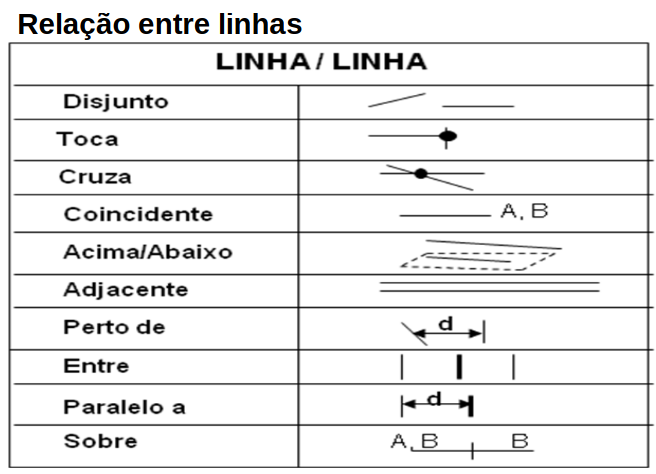 Relação entre linhas
LINHA / LINHA
Disjunto
Toca
Cruza
Coincidente A, B
Acima/Abaixo
Adjacente
Perto de d
Entre
Paralelo a d
Sobre A, B B